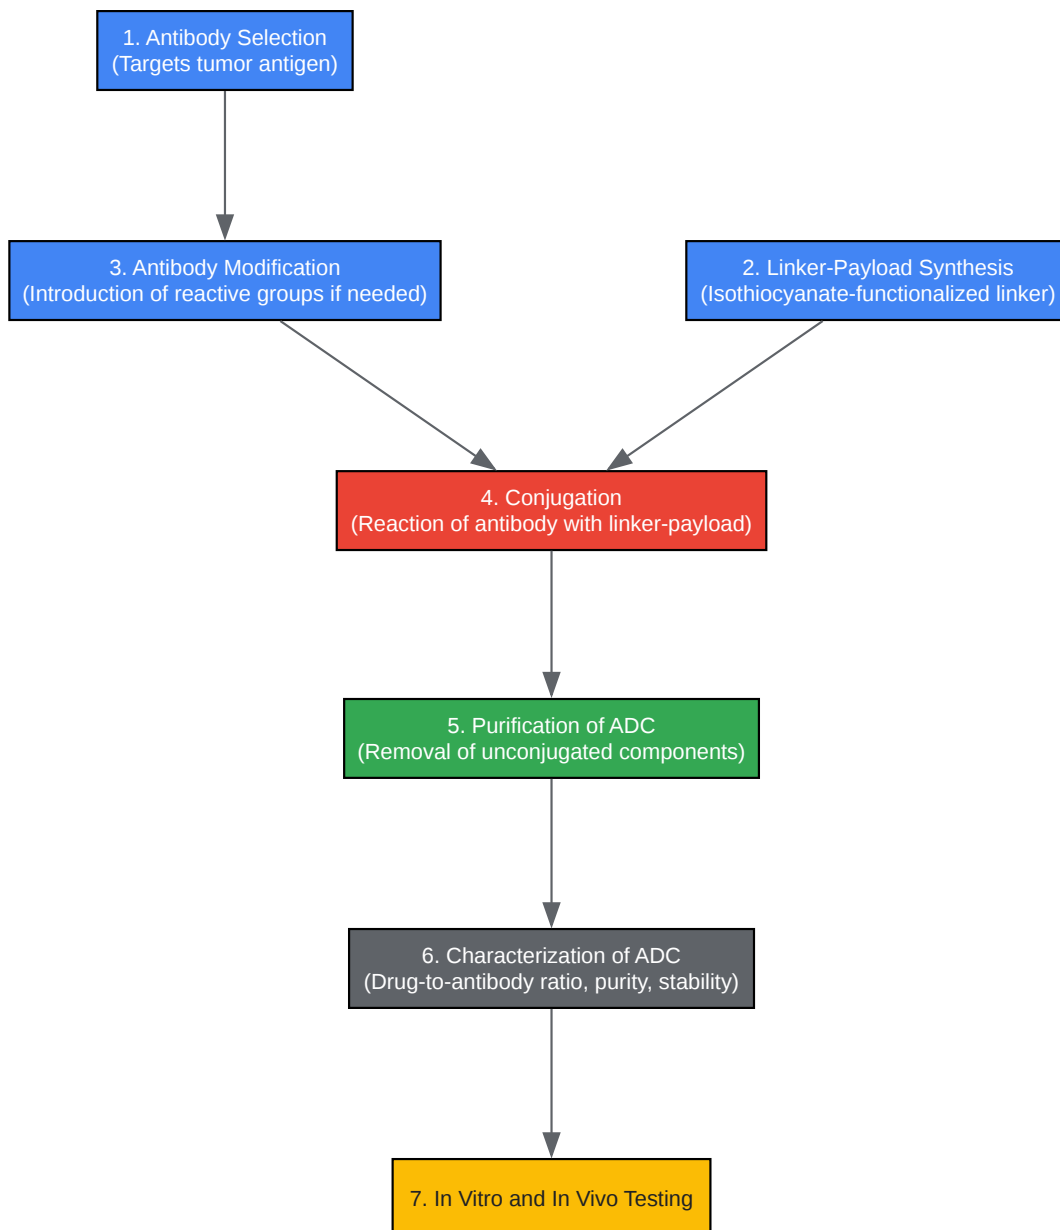 1. Antibody Selection
(Targets tumor antigen)
3. Antibody Modification
(Introduction of reactive groups if needed)
2. Linker-Payload Synthesis
(Isothiocyanate-functionalized linker)
4. Conjugation
(Reaction of antibody with linker-payload)
5. Purification of ADC
(Removal of unconjugated components)
6. Characterization of ADC
(Drug-to-antibody ratio, purity, stability)
7. In Vitro and In Vivo Testing